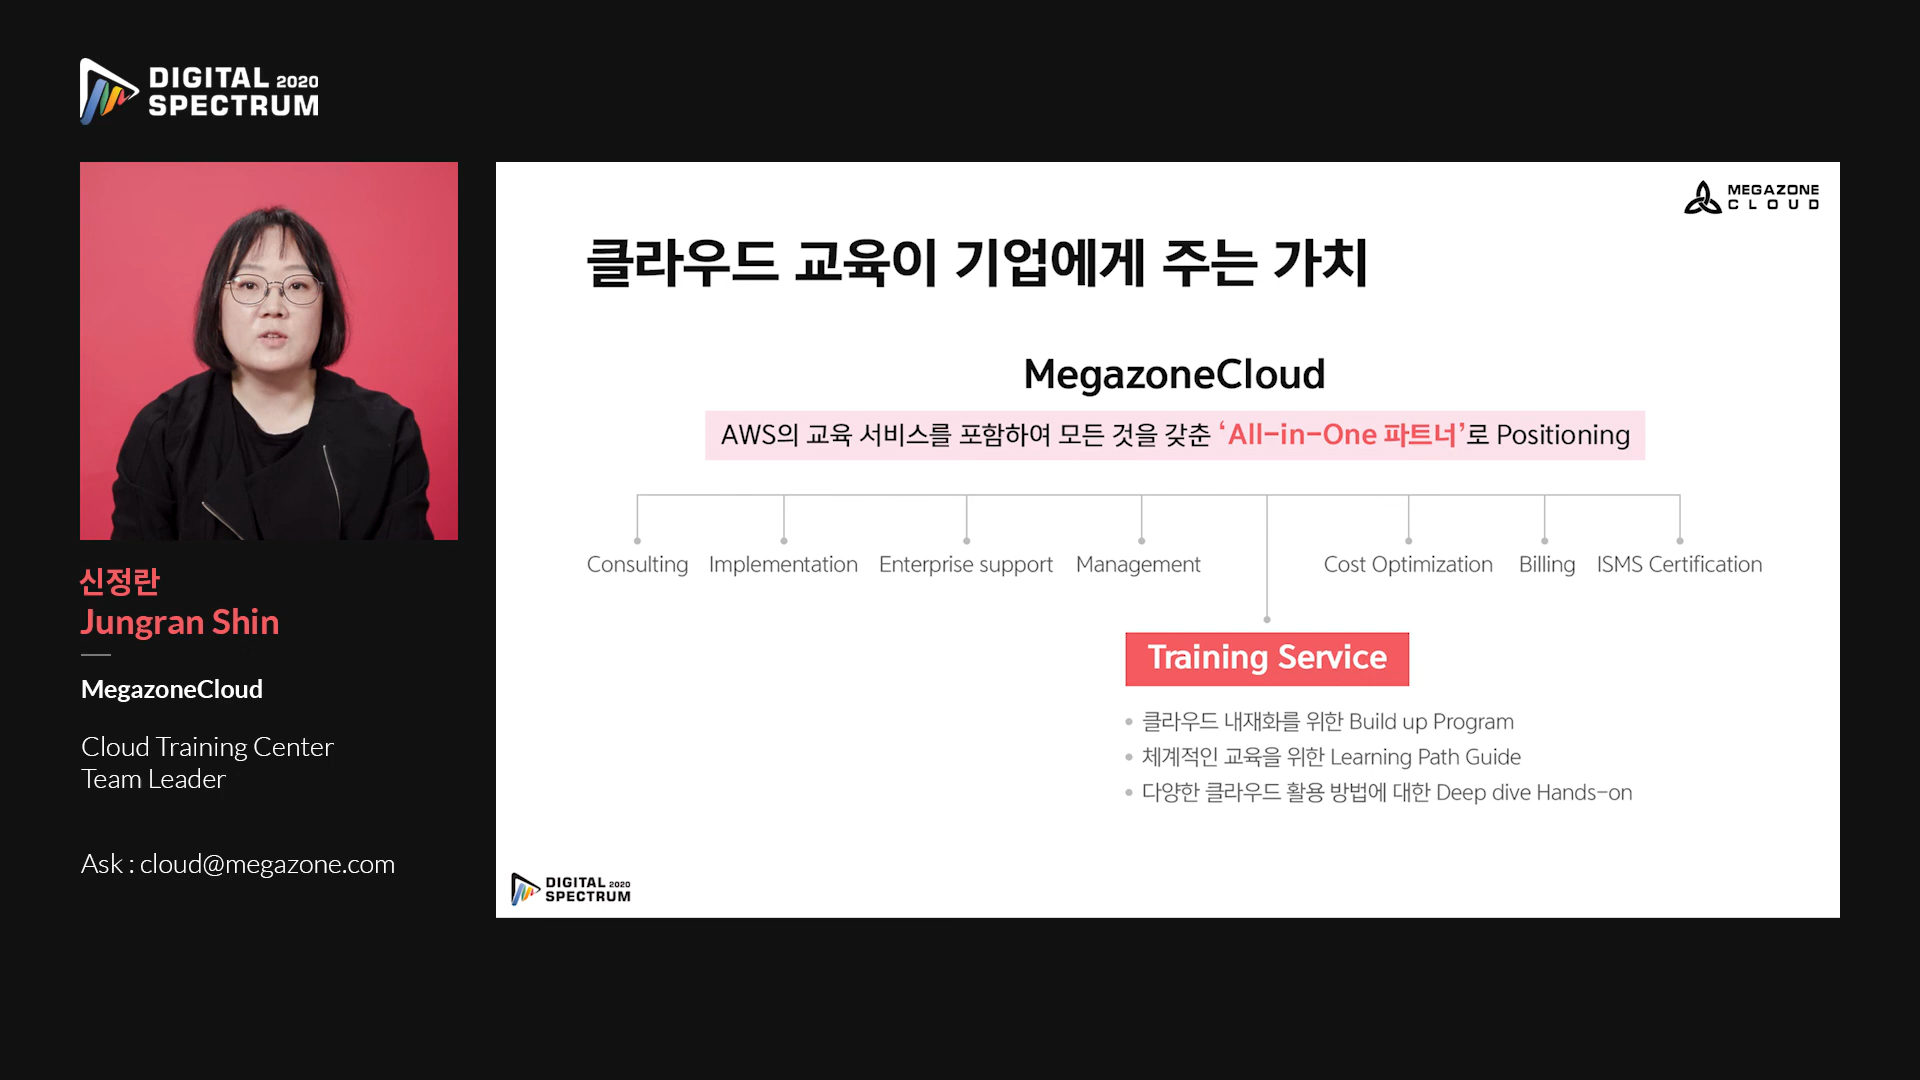 DIGITAL 2020
SPECTRUM
신정란
Jungran Shin
MegazoneCloud
Cloud Training Center
Team Leader
Ask : cloud@megazone.com
MEGAZONE
CLOUD
클라우드 교육이 기업에게 주는 가치
MegazoneCloud
AWS의 교육 서비스를 포함하여 모든 것을 갖춘 ‘All-in-One 파트너’로 Positioning
Consulting Implementation Enterprise support Management Cost Optimization Billing ISMS Certification
Training Service
• 클라우드 내재화를 위한 Build up Program
• 체계적인 교육을 위한 Learning Path Guide
• 다양한 클라우드 활용 방법에 대한 Deep dive Hands-on
DIGITAL 2020
SPECTRUM